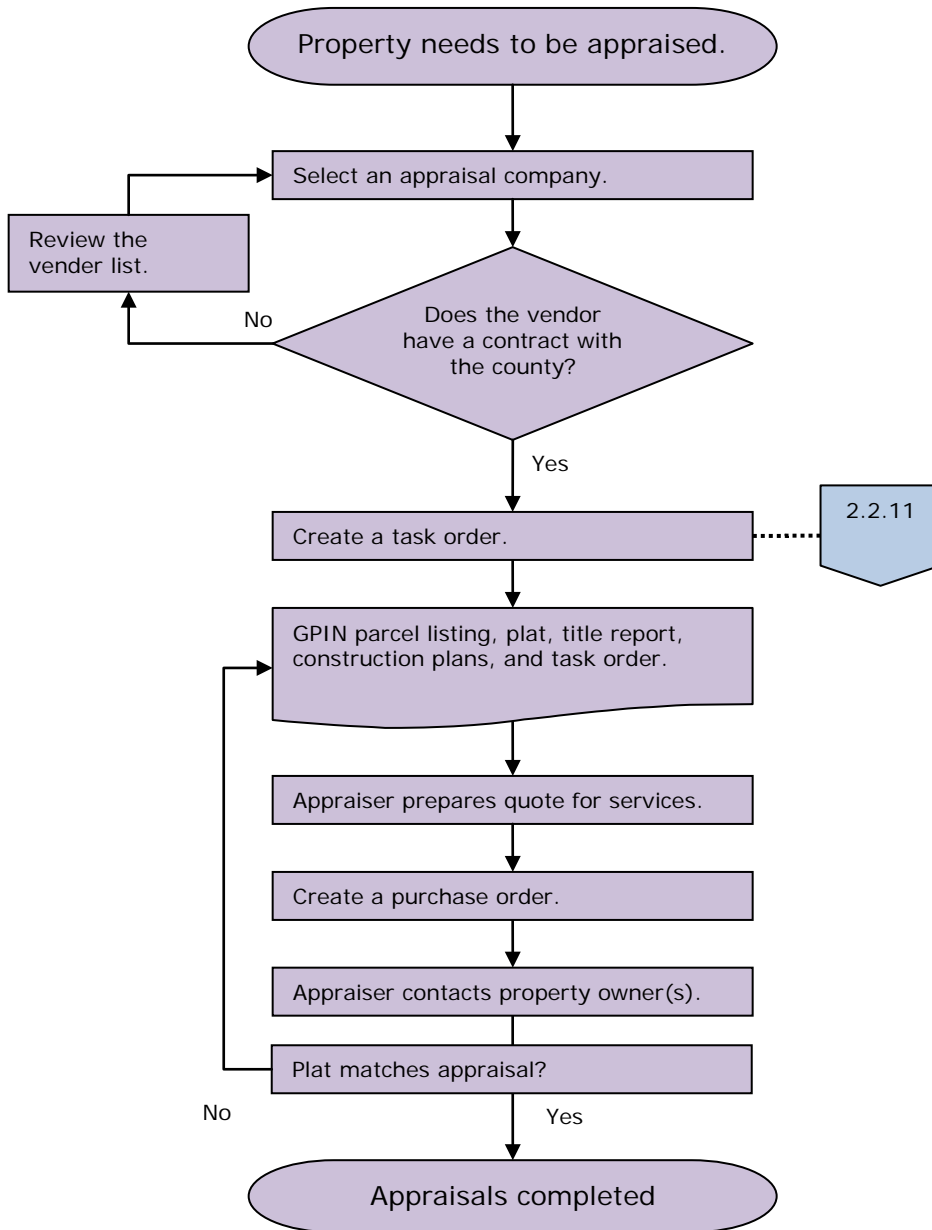 Property needs to be appraised.
Select an appraisal company.
Review the
vender list.
No
Does the vendor
have a contract with
the county?
Yes
2.2.11
Create a task order.
GPIN parcel listing, plat, title report,
construction plans, and task order.
Appraiser prepares quote for services.
Create a purchase order.
Appraiser contacts property owner(s).
Plat matches appraisal?
No
Yes
Appraisals completed